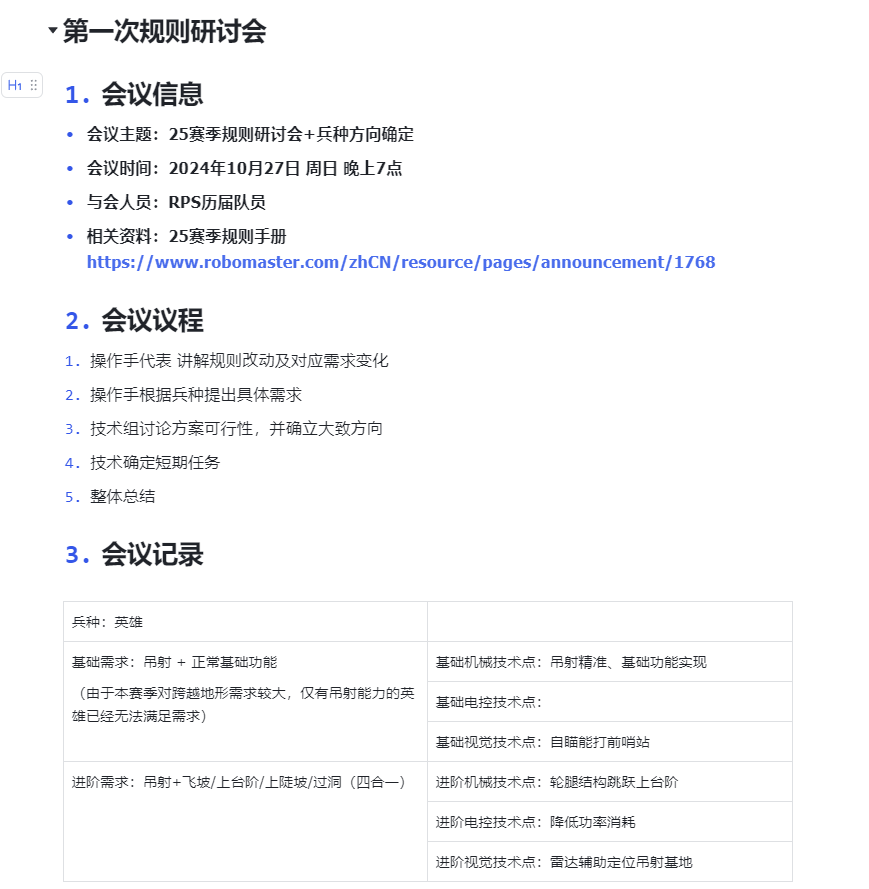 第一次规则研讨会
H1
1. 会议信息
• 会议主题：25赛季规则研讨会+兵种方向确定
• 会议时间：2024年10月27日 周日 晚上7点
• 与会人员：RPS历届队员
• 相关资料：25赛季规则手册
https://www.robomaster.com/zhCN/resource/pages/announcement/1768
2. 会议议程
1. 操作手代表 讲解规则改动及对应需求变化
2. 操作手根据兵种提出具体需求
3. 技术组讨论方案可行性，并确立大致方向
4. 技术确定短期任务
5. 整体总结
3. 会议记录
兵种：英雄
基础需求：吊射 + 正常基础功能
（由于本赛季对跨越地形需求较大，仅有吊射能力的英
雄已经无法满足需求）
基础机械技术点：吊射精准、基础功能实现
基础电控技术点：
基础视觉技术点：自瞄能打前哨站
进阶需求：吊射+飞坡/上台阶/上陡坡/过洞（四合一）
进阶机械技术点：轮腿结构跳跃上台阶
进阶电控技术点：降低功率消耗
进阶视觉技术点：雷达辅助定位吊射基地